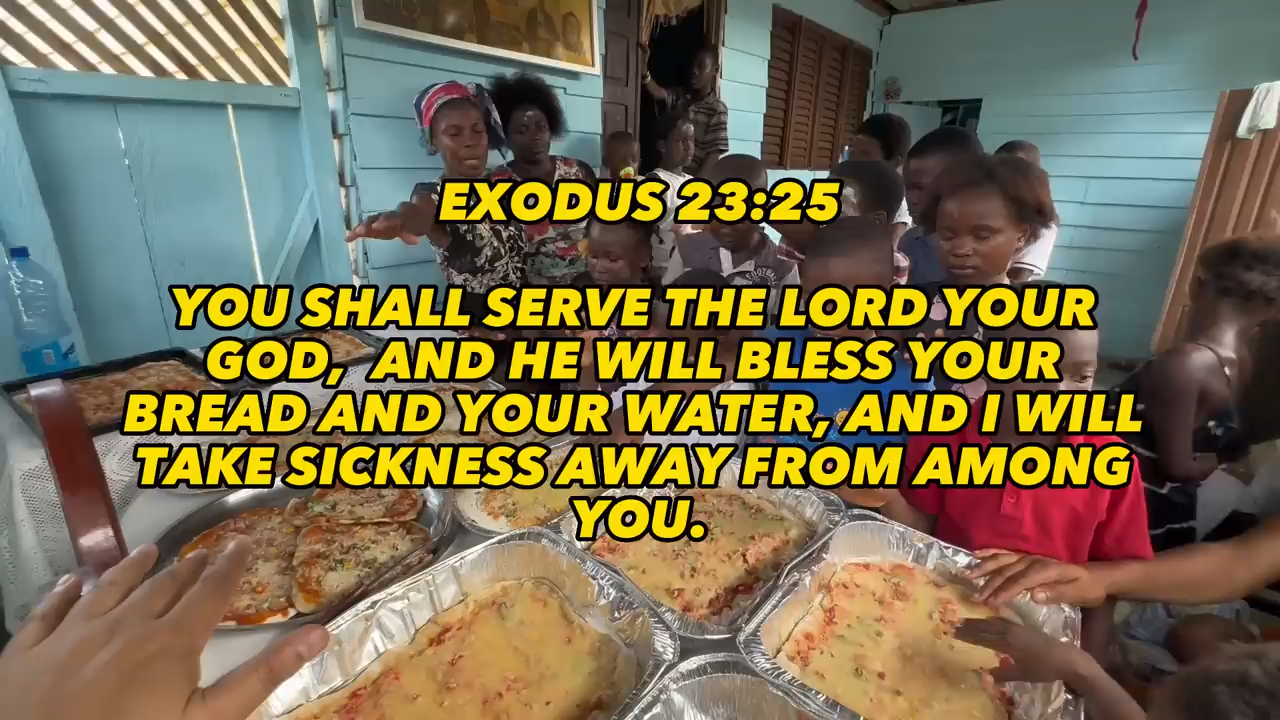 EXODUS 23:25
YOU SHALL SERVE THE LORD YOUR
GOD, AND HE WILL BLESS YOUR
BREAD AND YOUR WATER, AND I WILL
TAKE SICKNESS AWAY FROM AMONG
YOU.
FOOTBALL